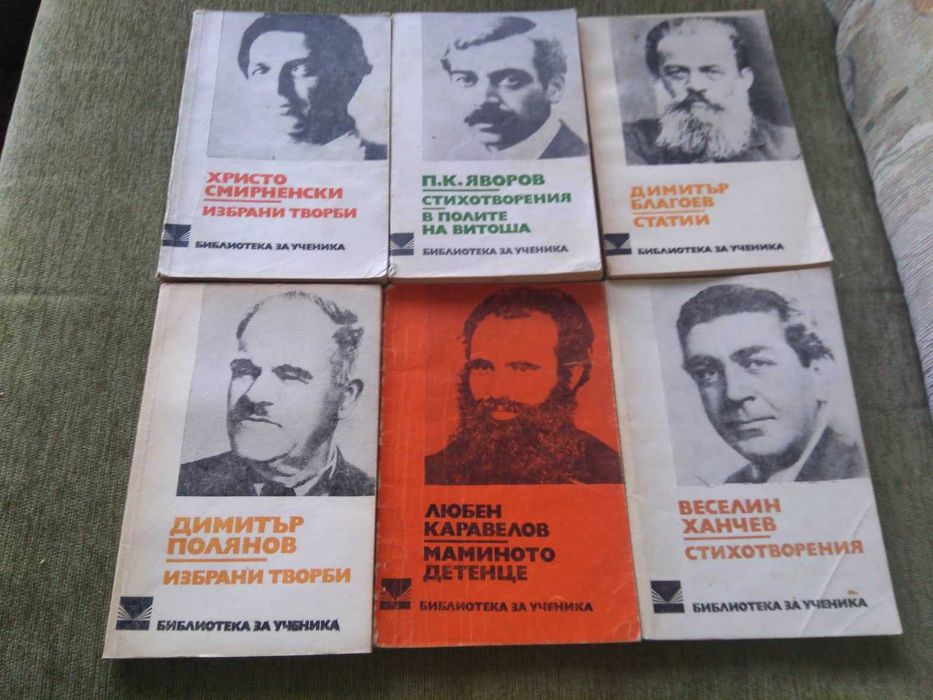 ХРИСТО
СМИРНЕНСКИ
ИЗБРАНИ ТВОРБИ
БИБЛИОТЕКА ЗА УЧЕНИКА
П.К. ЯВОРОВ
СТИХОТВОРЕНИЯ
В ПОЛИТЕ
НА ВИТОША
БИБЛИОТЕКА ЗА УЧЕНИКА
ДИМИТЪР
БЛАГОЕВ
СТАТИИ
БИБЛИОТЕКА ЗА УЧЕНИКА
ДИМИТЪР
ПОЛЯНОВ
ИЗБРАНИ ТВОРБИ
БИБЛИОТЕКА ЗА УЧЕНИКА
ЛЮБЕН
КАРАВЕЛОВ
МАМИНОТО
ДЕТЕНЦЕ
БИБЛИОТЕКА ЗА УЧЕНИКА
ВЕСЕЛИН
ХАНЧЕВ
СТИХОТВОРЕНИЯ
БИБЛИОТЕКА ЗА УЧЕНИКА